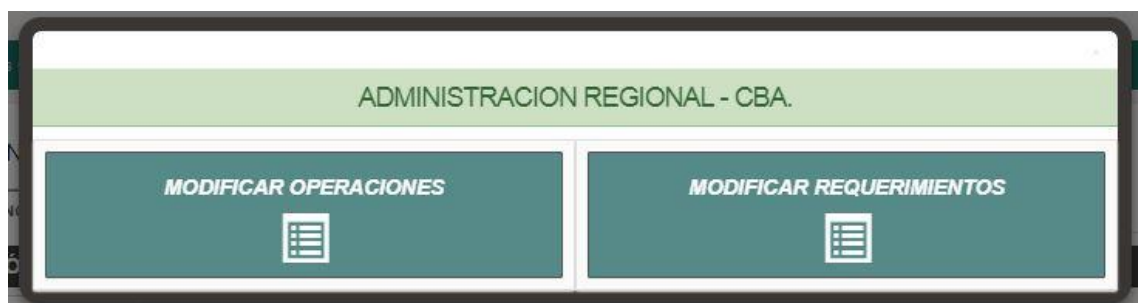 ADMINISTRACION REGIONAL - CBA.
MODIFICAR OPERACIONES
MODIFICAR REQUERIMIENTOS